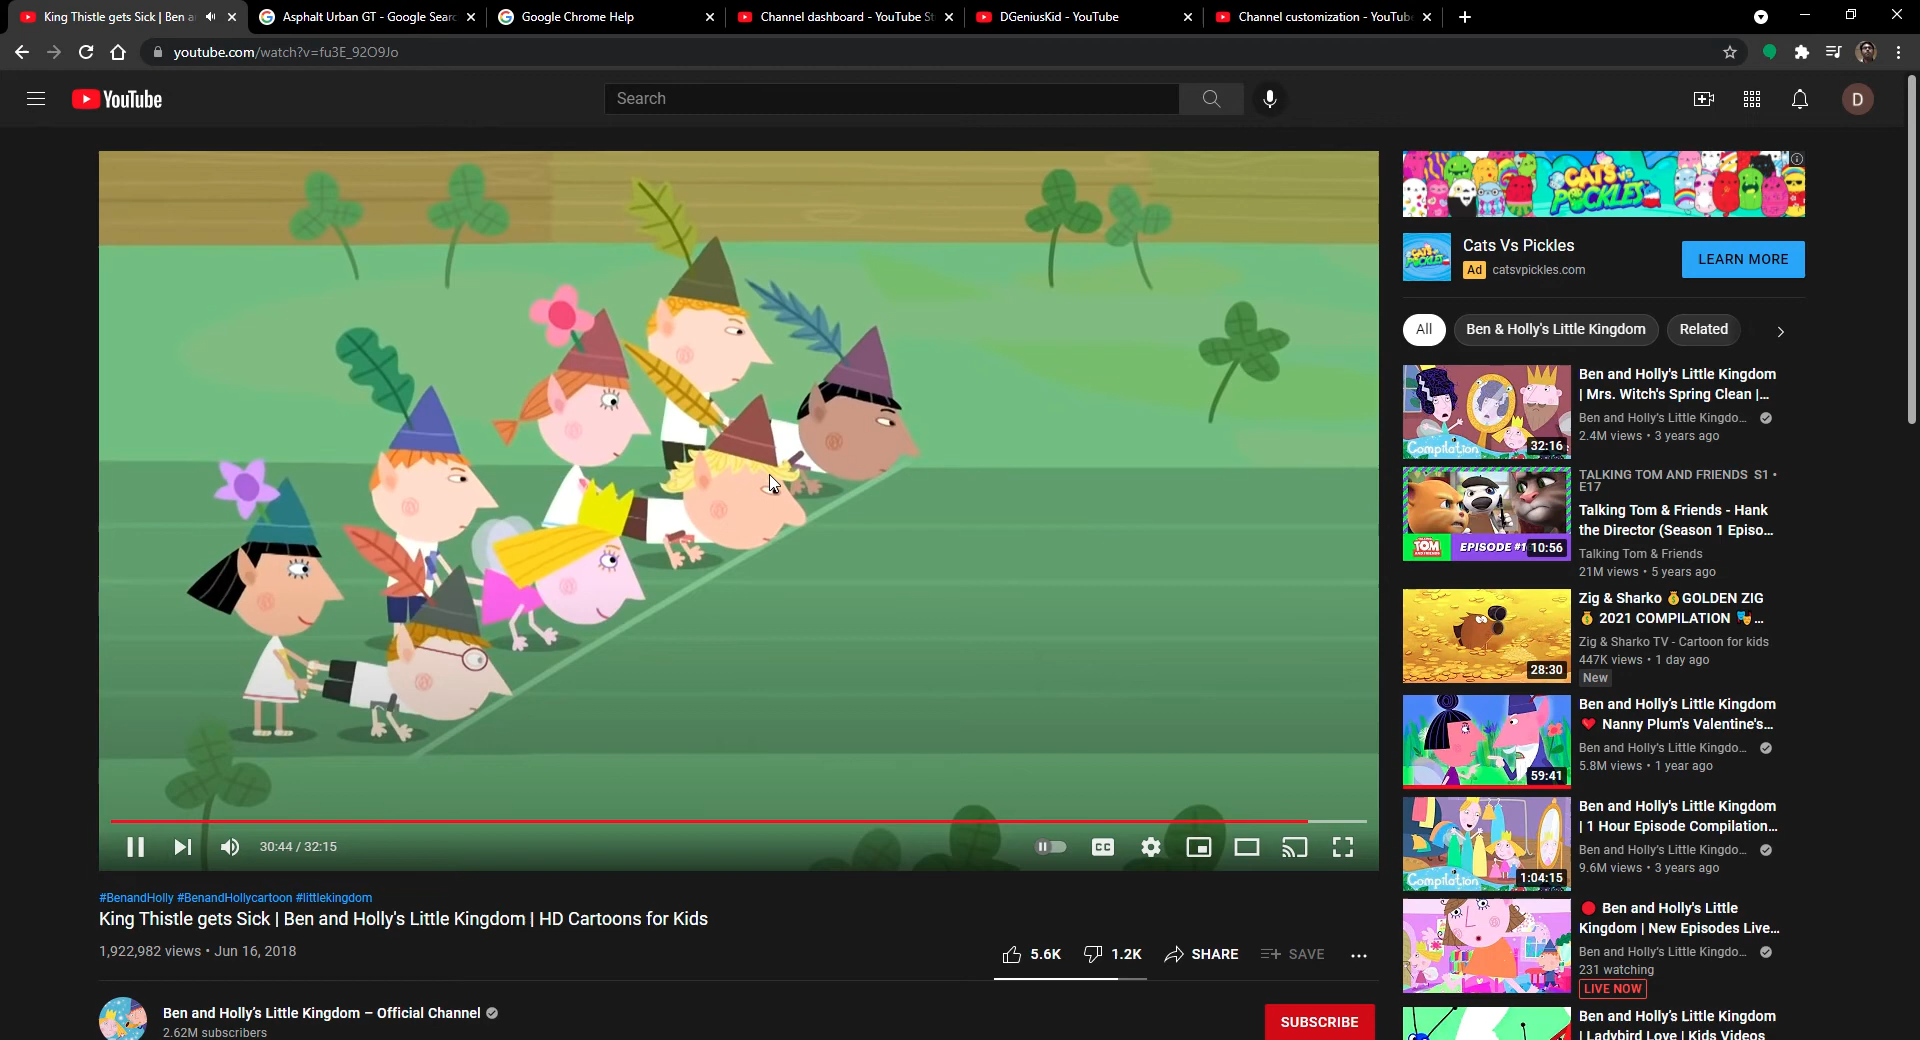 King Thistle gets Sick | Ben a
Asphalt Urban GT - Google Searc
Google Chrome Help
Channel dashboard - YouTube St
DGeniusKid - YouTube
Channel customization - YouTub
youtube.com/watch?v=fu3E_92O9Jo
YouTube
Search
D
CATS VS PICKLES
Cats Vs Pickles
Ad catsvpickles.com
LEARN MORE
All
Ben & Holly's Little Kingdom
Related
Compilation
32:16
Ben and Holly's Little Kingdom
| Mrs. Witch's Spring Clean |...
Ben and Holly's Little Kingdo...
2.4M views • 3 years ago
TOM
EPISODE #1
10:56
TALKING TOM AND FRIENDS S1 •
E17
Talking Tom & Friends - Hank
the Director (Season 1 Episo...
Talking Tom & Friends
21M views • 5 years ago
28:30
Zig & Sharko 💰GOLDEN ZIG
💰 2021 COMPILATION 🎭...
Zig & Sharko TV - Cartoon for kids
447K views • 1 day ago
New
59:41
Ben and Holly's Little Kingdom
❤️ Nanny Plum's Valentine's...
Ben and Holly's Little Kingdo...
5.8M views • 1 year ago
Compilation
1:04:15
Ben and Holly's Little Kingdom
| 1 Hour Episode Compilation...
Ben and Holly's Little Kingdo...
9.6M views • 3 years ago
🔴 Ben and Holly's Little
Kingdom | New Episodes Live...
Ben and Holly's Little Kingdo...
231 watching
LIVE NOW
Ben and Holly's Little Kingdom
| Ladybird Love | Kids Videos
30:44 / 32:15
CC
#BenandHolly #BenandHollycartoon #littlekingdom
King Thistle gets Sick | Ben and Holly's Little Kingdom | HD Cartoons for Kids
1,922,982 views • Jun 16, 2018
5.6K
1.2K
SHARE
SAVE
Ben and Holly's Little Kingdom – Official Channel
2.62M subscribers
SUBSCRIBE